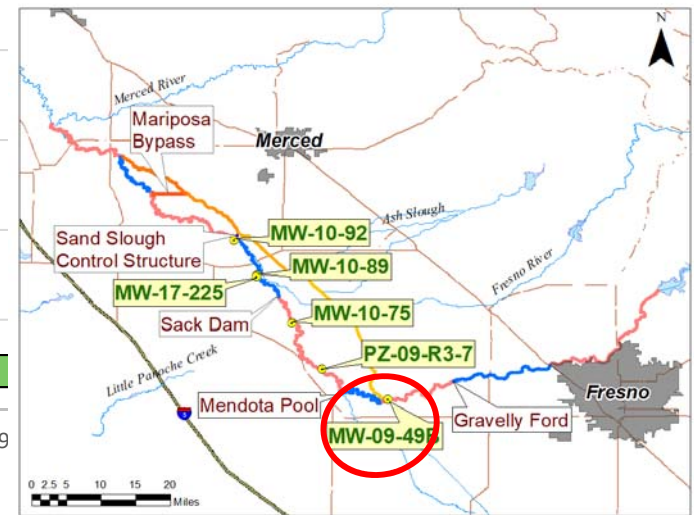 N
Merced River
Mariposa
Bypass
Merced
Ash Slough
MW-10-92
Sand Slough
Control Structure
MW-10-89
Fresno River
MW-17-225
MW-10-75
Sack Dam
PZ-09-R3-7
Little Panoche Creek
Fresno
Mendota Pool
Gravelly Ford
MW-09-49B
5
9
0 2.5 5 10 15 20
Miles